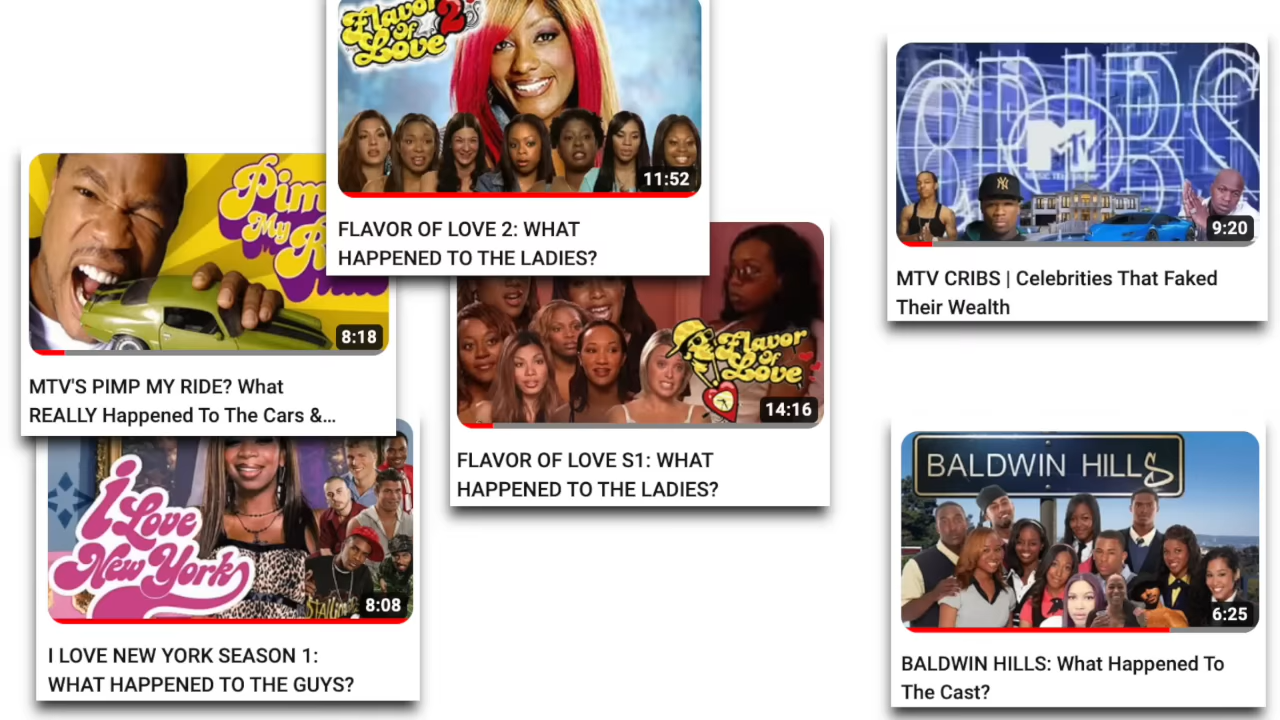 Flavor
Of
Love 2
11:52
FLAVOR OF LOVE 2: WHAT
HAPPENED TO THE LADIES?
CRIBS
MTV
9:20
MTV CRIBS | Celebrities That Faked
Their Wealth
Pim
My R
8:18
MTV'S PIMP MY RIDE? What
REALLY Happened To The Cars &…
Flavor
Of
Love
14:16
FLAVOR OF LOVE S1: WHAT
HAPPENED TO THE LADIES?
I Love
New York
8:08
I LOVE NEW YORK SEASON 1:
WHAT HAPPENED TO THE GUYS?
BALDWIN HILLS
6:25
BALDWIN HILLS: What Happened To
The Cast?